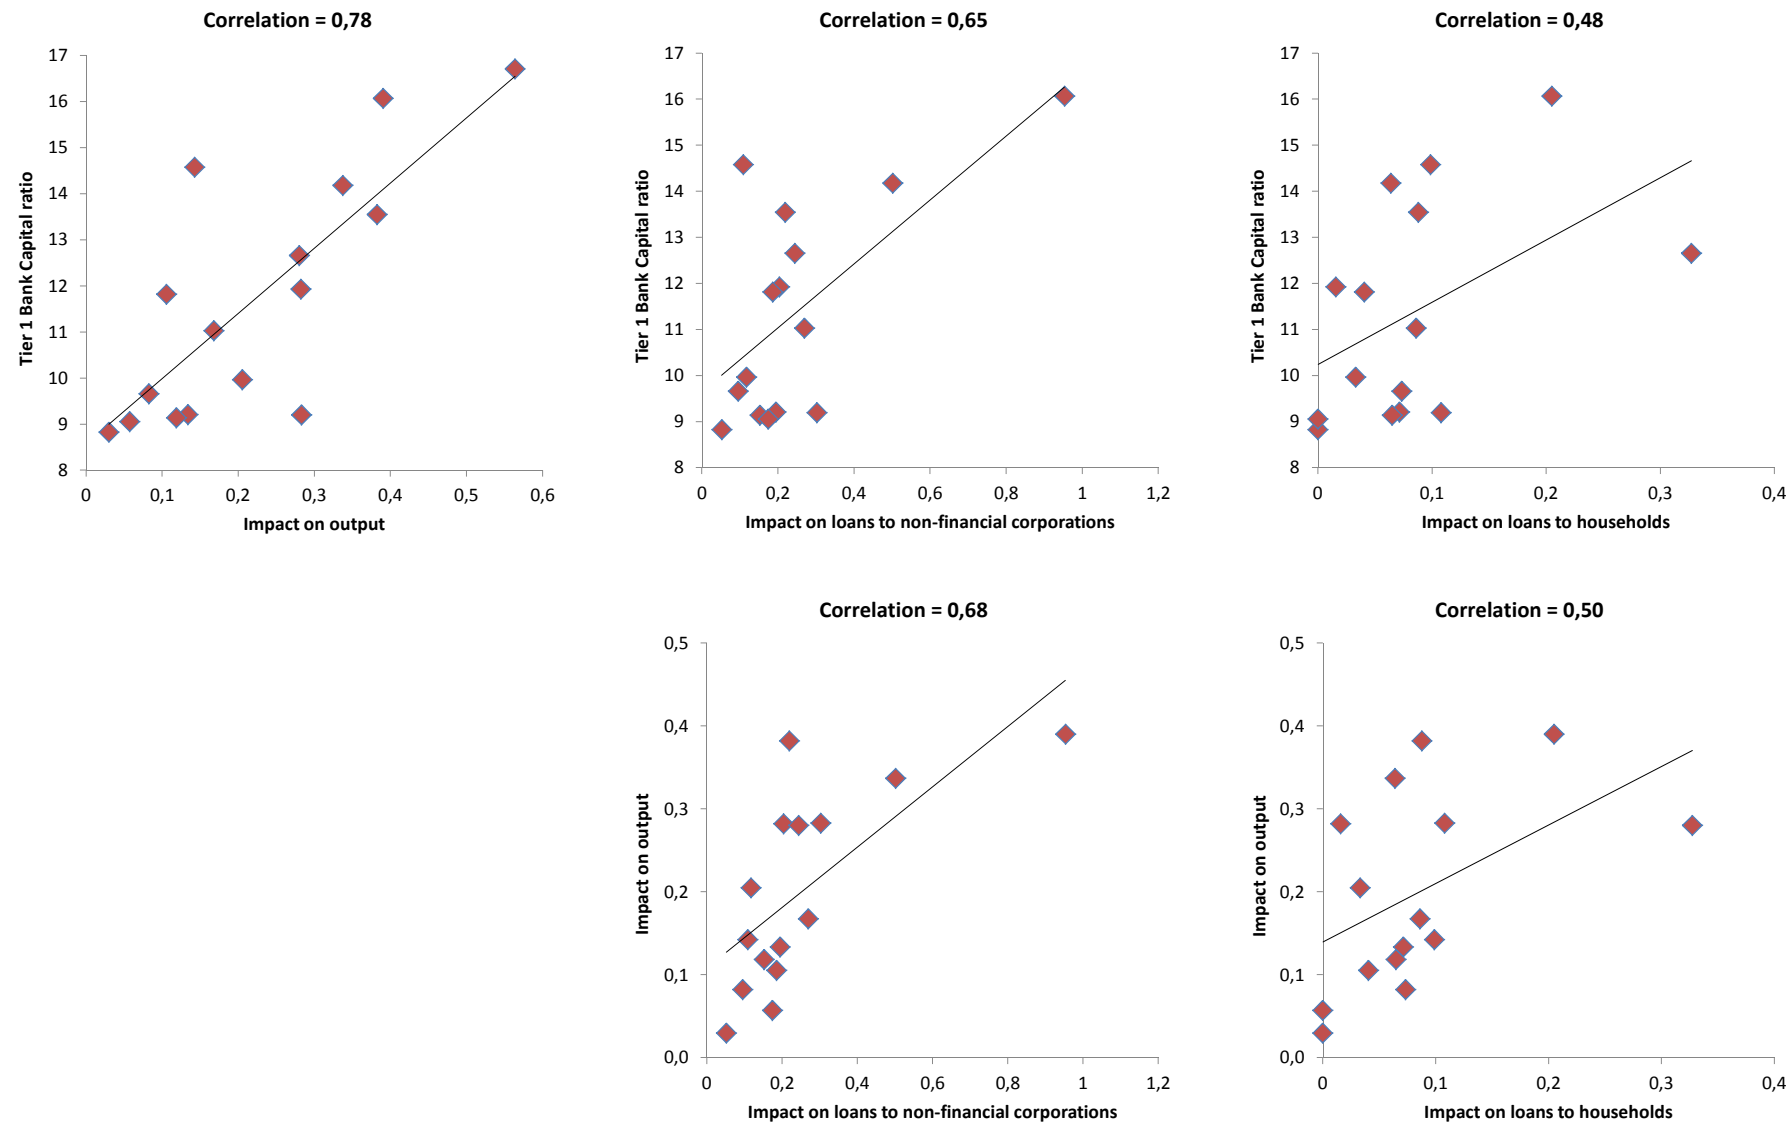 Correlation = 0,78
17
16
15
14
13
12
11
10
9
8
Tier 1 Bank Capital ratio
0 0,1 0,2 0,3 0,4 0,5 0,6
Impact on output
Correlation = 0,65
17
16
15
14
13
12
11
10
9
8
Tier 1 Bank Capital ratio
0 0,2 0,4 0,6 0,8 1 1,2
Impact on loans to non-financial corporations
Correlation = 0,48
17
16
15
14
13
12
11
10
9
8
Tier 1 Bank Capital ratio
0 0,1 0,2 0,3 0,4
Impact on loans to households
Correlation = 0,68
0,5
0,4
0,3
0,2
0,1
0,0
Impact on output
0 0,2 0,4 0,6 0,8 1 1,2
Impact on loans to non-financial corporations
Correlation = 0,50
0,5
0,4
0,3
0,2
0,1
0,0
Impact on output
0 0,1 0,2 0,3 0,4
Impact on loans to households